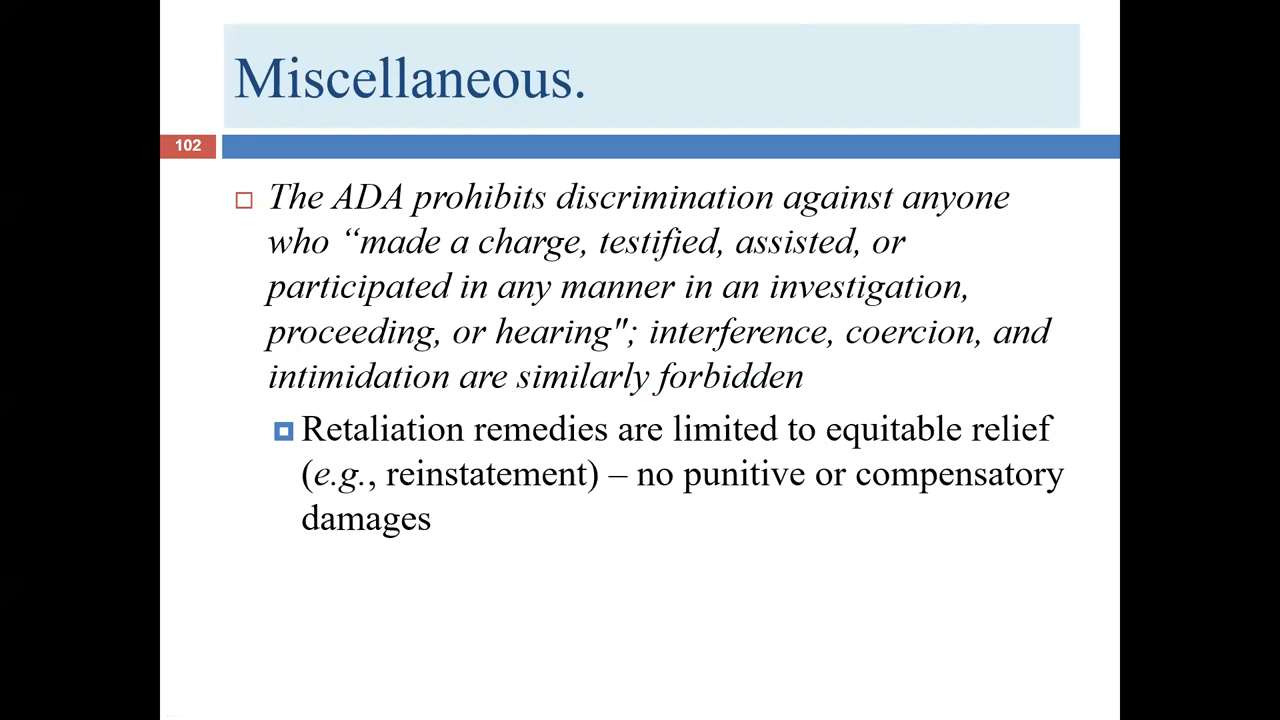 Miscellaneous.
102
The ADA prohibits discrimination against anyone
who “made a charge, testified, assisted, or
participated in any manner in an investigation,
proceeding, or hearing"; interference, coercion, and
intimidation are similarly forbidden
Retaliation remedies are limited to equitable relief
(e.g., reinstatement) – no punitive or compensatory
damages